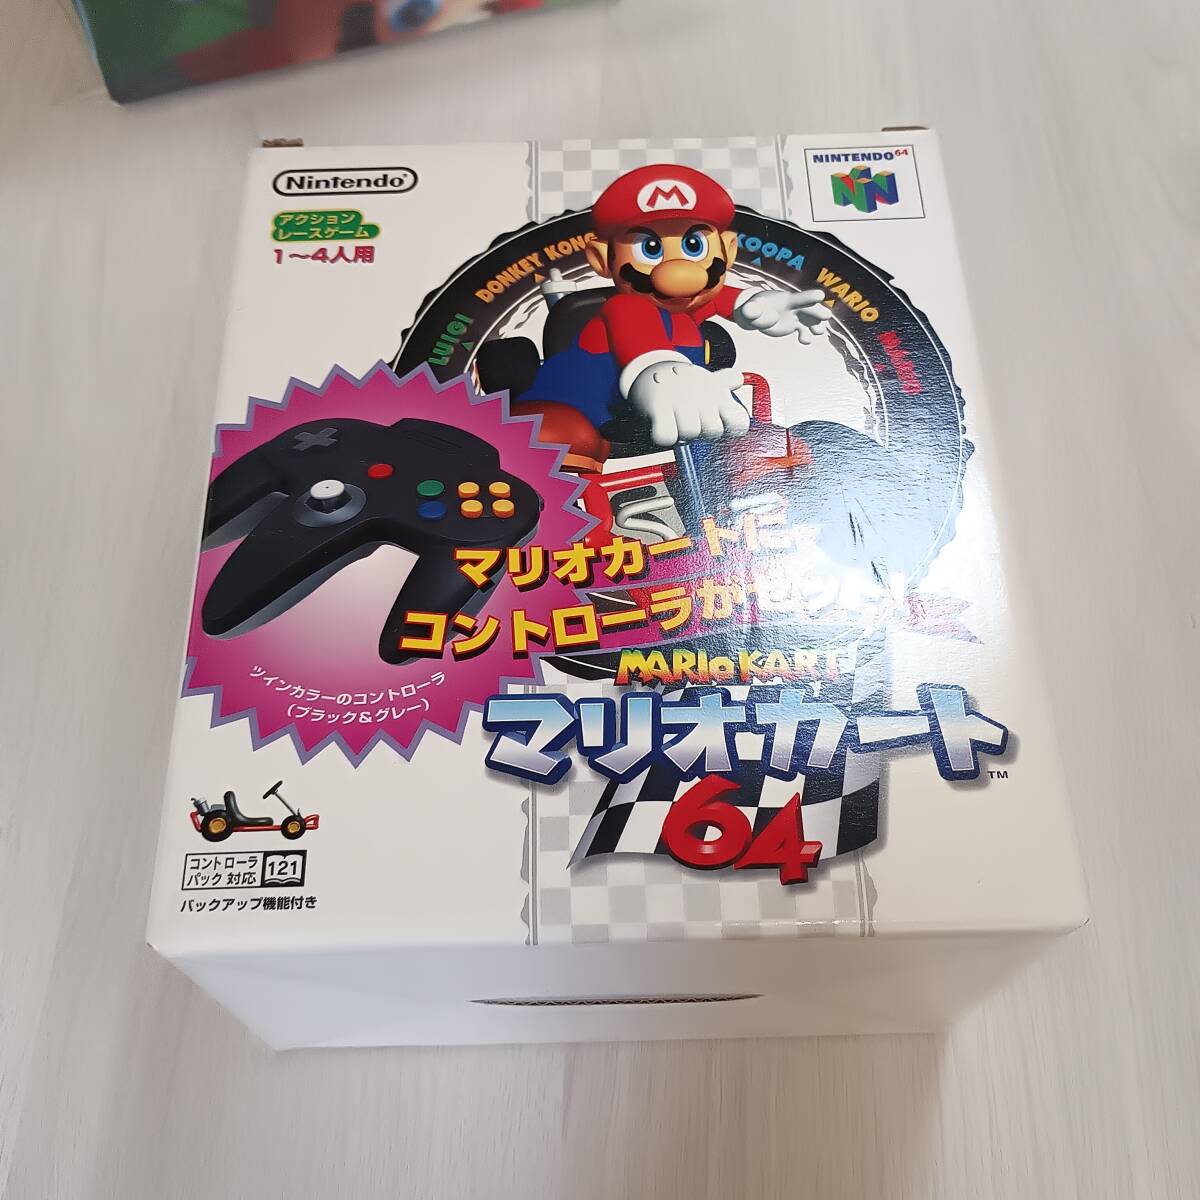 Nintendo
アクション
レースゲーム
1～4人用
NINTENDO 64
LUIGI
DONKEY KONG
KOOPA
WARIO
M
マリオカートに
コントローラがセット!
ツインカラーのコントローラ
(ブラック&グレー)
MARIO KART
マリオカート
64
TM
コントローラ
パック 対応
121
バックアップ機能付き